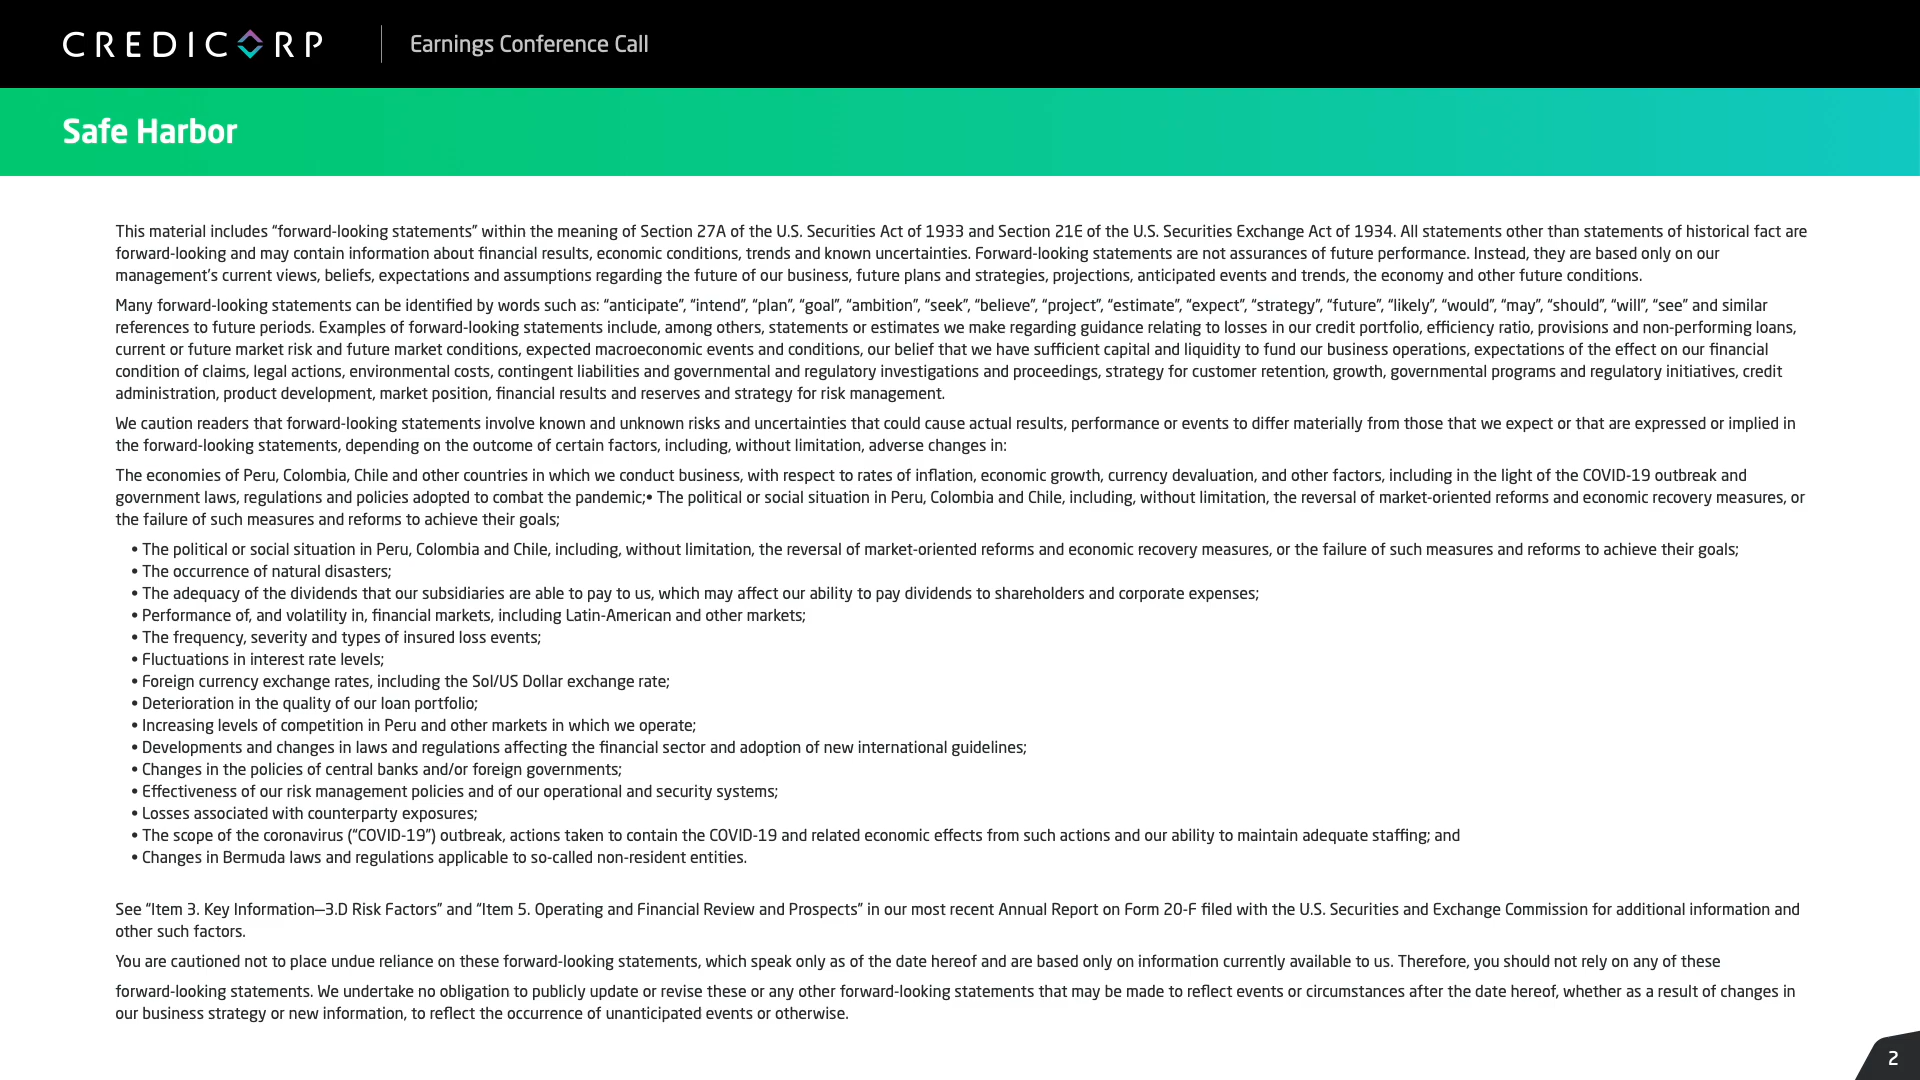 CREDICORP
Earnings Conference Call
Safe Harbor
This material includes “forward-looking statements” within the meaning of Section 27A of the U.S. Securities Act of 1933 and Section 21E of the U.S. Securities Exchange Act of 1934. All statements other than statements of historical fact are
forward-looking and may contain information about financial results, economic conditions, trends and known uncertainties. Forward-looking statements are not assurances of future performance. Instead, they are based only on our
management’s current views, beliefs, expectations and assumptions regarding the future of our business, future plans and strategies, projections, anticipated events and trends, the economy and other future conditions.
Many forward-looking statements can be identified by words such as: “anticipate”, “intend”, “plan”, “goal”, “ambition”, “seek”, “believe”, “project”, “estimate”, “expect”, “strategy”, “future”, “likely”, “would”, “may”, “should”, “will”, “see” and similar
references to future periods. Examples of forward-looking statements include, among others, statements or estimates we make regarding guidance relating to losses in our credit portfolio, efficiency ratio, provisions and non-performing loans,
current or future market risk and future market conditions, expected macroeconomic events and conditions, our belief that we have sufficient capital and liquidity to fund our business operations, expectations of the effect on our financial
condition of claims, legal actions, environmental costs, contingent liabilities and governmental and regulatory investigations and proceedings, strategy for customer retention, growth, governmental programs and regulatory initiatives, credit
administration, product development, market position, financial results and reserves and strategy for risk management.
We caution readers that forward-looking statements involve known and unknown risks and uncertainties that could cause actual results, performance or events to differ materially from those that we expect or that are expressed or implied in
the forward-looking statements, depending on the outcome of certain factors, including, without limitation, adverse changes in:
The economies of Peru, Colombia, Chile and other countries in which we conduct business, with respect to rates of inflation, economic growth, currency devaluation, and other factors, including in the light of the COVID-19 outbreak and
government laws, regulations and policies adopted to combat the pandemic;• The political or social situation in Peru, Colombia and Chile, including, without limitation, the reversal of market-oriented reforms and economic recovery measures, or
the failure of such measures and reforms to achieve their goals;
• The political or social situation in Peru, Colombia and Chile, including, without limitation, the reversal of market-oriented reforms and economic recovery measures, or the failure of such measures and reforms to achieve their goals;
• The occurrence of natural disasters;
• The adequacy of the dividends that our subsidiaries are able to pay to us, which may affect our ability to pay dividends to shareholders and corporate expenses;
• Performance of, and volatility in, financial markets, including Latin-American and other markets;
• The frequency, severity and types of insured loss events;
• Fluctuations in interest rate levels;
• Foreign currency exchange rates, including the Sol/US Dollar exchange rate;
• Deterioration in the quality of our loan portfolio;
• Increasing levels of competition in Peru and other markets in which we operate;
• Developments and changes in laws and regulations affecting the financial sector and adoption of new international guidelines;
• Changes in the policies of central banks and/or foreign governments;
• Effectiveness of our risk management policies and of our operational and security systems;
• Losses associated with counterparty exposures;
• The scope of the coronavirus (“COVID-19”) outbreak, actions taken to contain the COVID-19 and related economic effects from such actions and our ability to maintain adequate staffing; and
• Changes in Bermuda laws and regulations applicable to so-called non-resident entities.
See “Item 3. Key Information—3.D Risk Factors” and “Item 5. Operating and Financial Review and Prospects” in our most recent Annual Report on Form 20-F filed with the U.S. Securities and Exchange Commission for additional information and
other such factors.
You are cautioned not to place undue reliance on these forward-looking statements, which speak only as of the date hereof and are based only on information currently available to us. Therefore, you should not rely on any of these
forward-looking statements. We undertake no obligation to publicly update or revise these or any other forward-looking statements that may be made to reflect events or circumstances after the date hereof, whether as a result of changes in
our business strategy or new information, to reflect the occurrence of unanticipated events or otherwise.
2